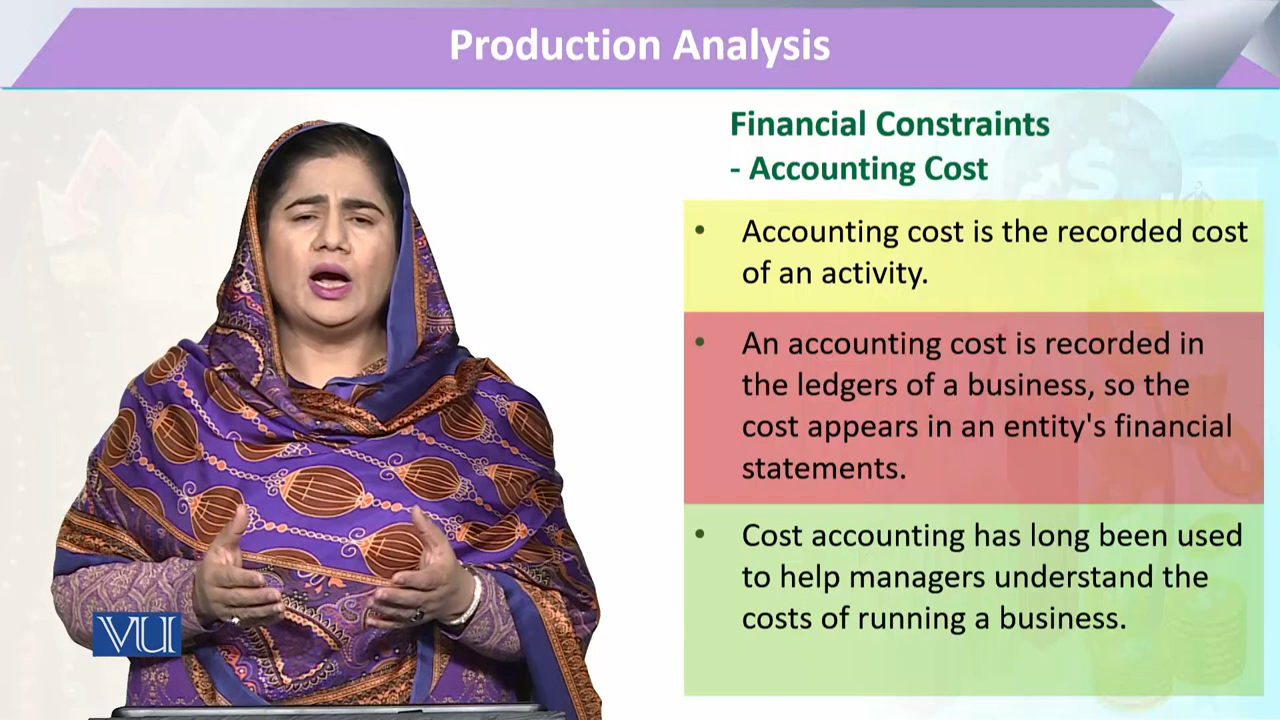 Production Analysis
Financial Constraints
- Accounting Cost
• Accounting cost is the recorded cost
of an activity.
• An accounting cost is recorded in
the ledgers of a business, so the
cost appears in an entity's financial
statements.
• Cost accounting has long been used
to help managers understand the
costs of running a business.
VU